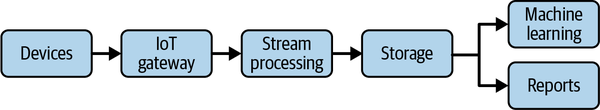 Devices
IoT
gateway
Stream
processing
Storage
Machine
learning
Reports